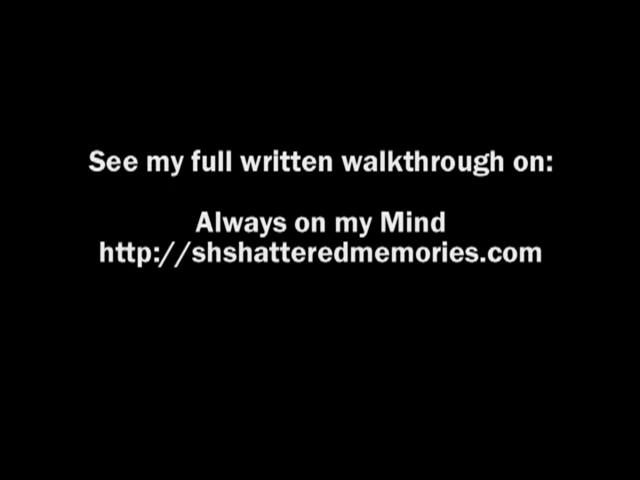 See my full written walkthrough on:
Always on my Mind
http://shshatteredmemories.com